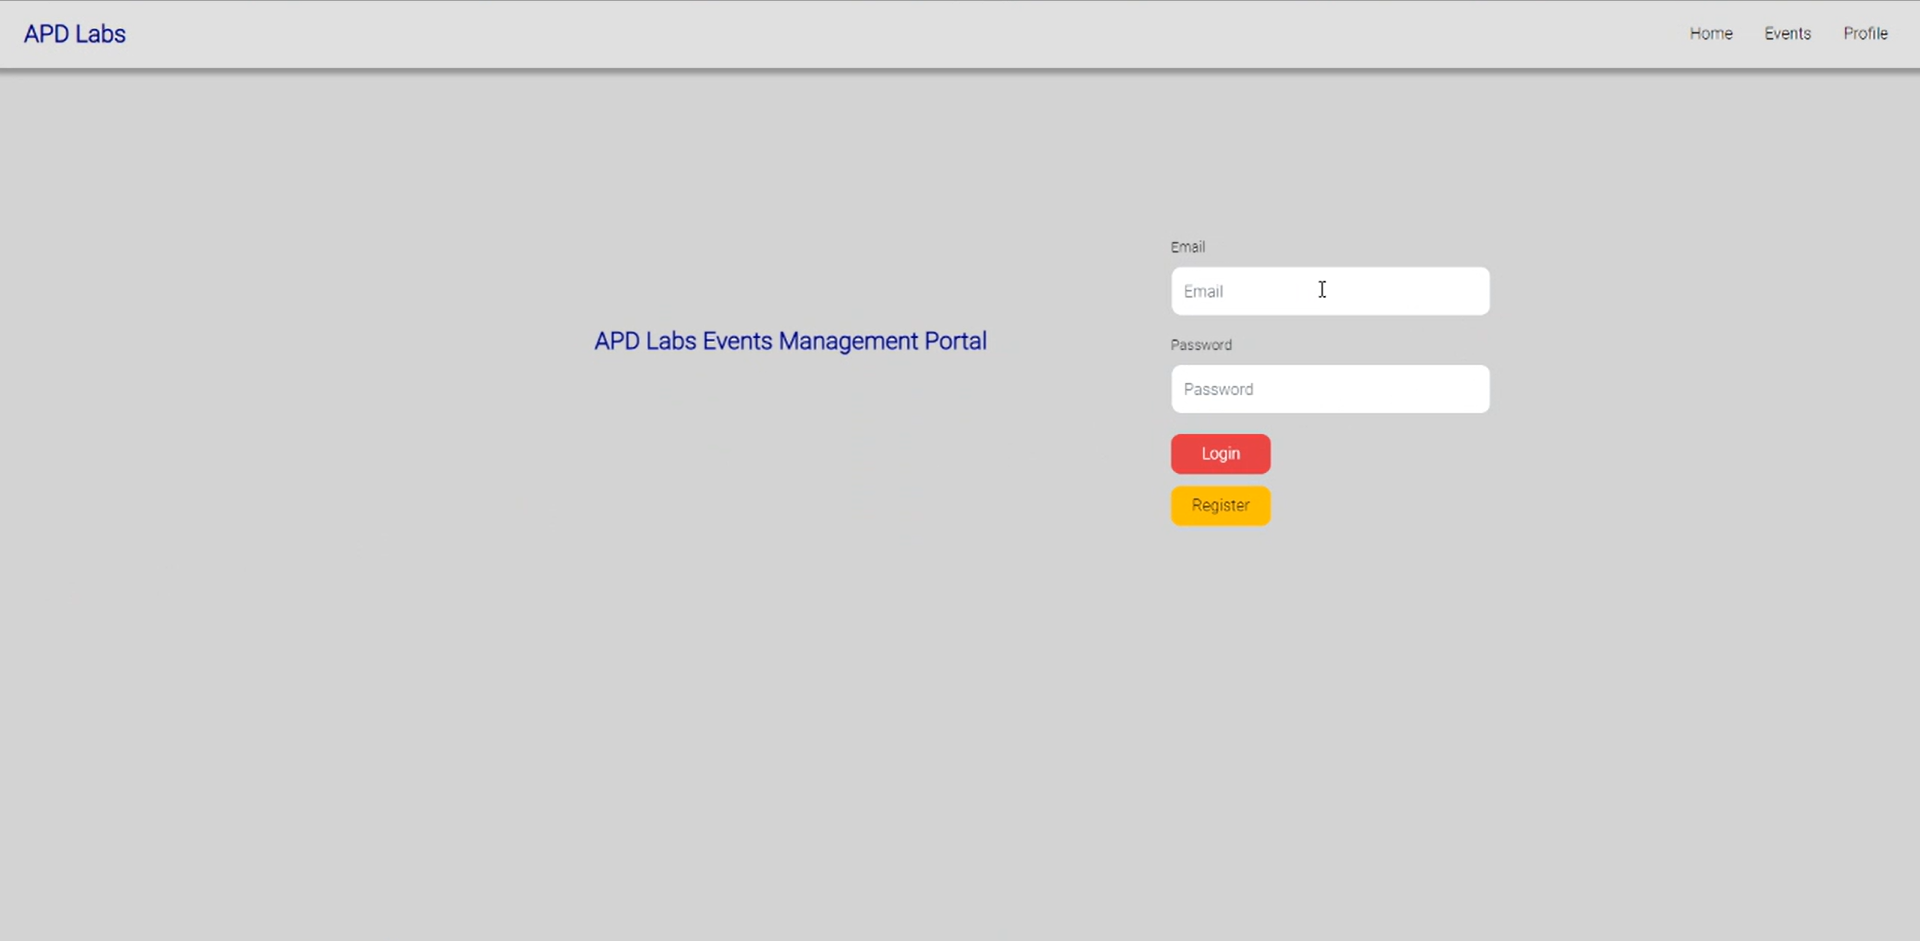 APD Labs
Home Events Profile
APD Labs Events Management Portal
Email
Email
Password
Password
Login
Register